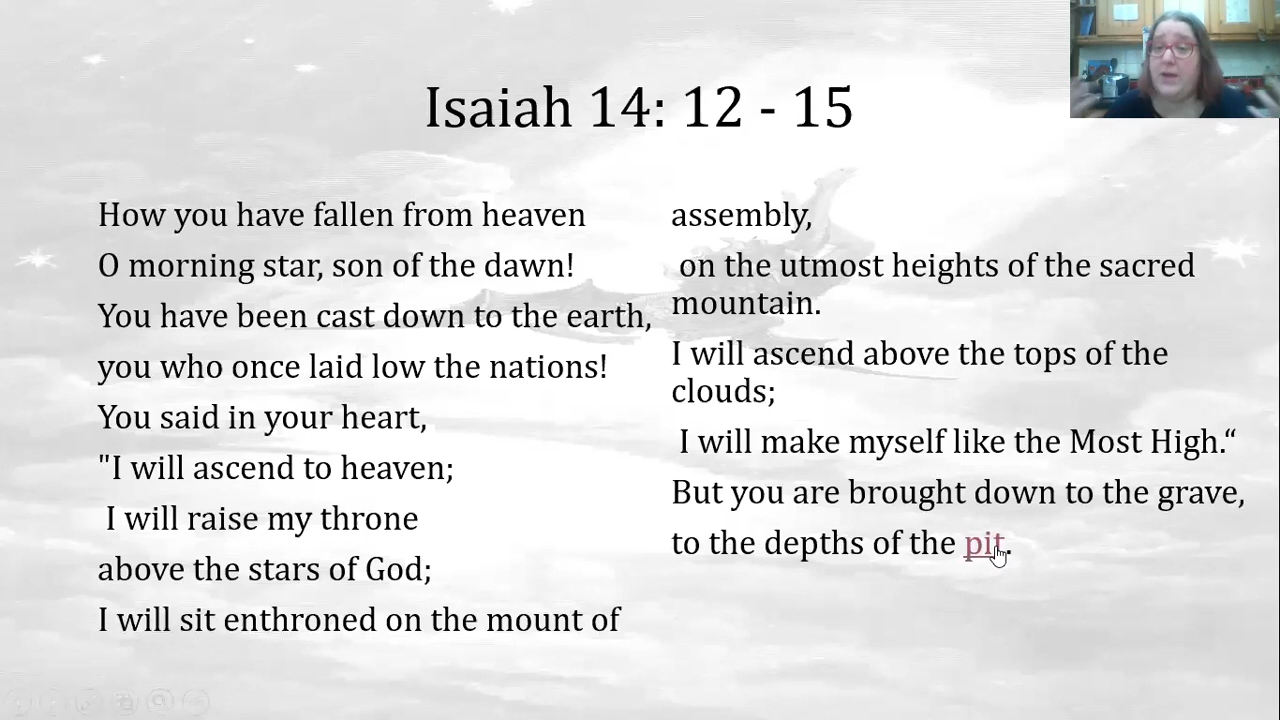 Isaiah 14: 12 - 15
How you have fallen from heaven
O morning star, son of the dawn!
You have been cast down to the earth,
you who once laid low the nations!
You said in your heart,
"I will ascend to heaven;
I will raise my throne
above the stars of God;
I will sit enthroned on the mount of
assembly,
on the utmost heights of the sacred
mountain.
I will ascend above the tops of the
clouds;
I will make myself like the Most High.“
But you are brought down to the grave,
to the depths of the pit.